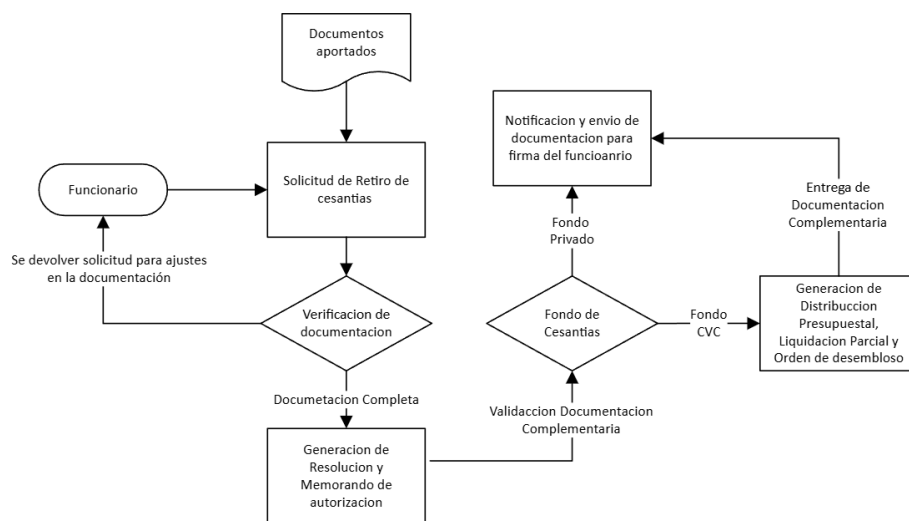 Documentos
aportados
Solicitud de Retiro de
cesantias
Funcionario
Se devolver solicitud para ajustes
en la documentación
Verificacion de
documentacion
Documetacion Completa
Generacion de
Resolucion y
Memorando de
autorizacion
Validaccion Documentacion
Complementaria
Fondo de
Cesantias
Fondo
Privado
Notificacion y envio de
documentacion para
firma del funcioanrio
Fondo
CVC
Generacion de
Distribuccion
Presupuestal,
Liquidacion Parcial y
Orden de desembloso
Entrega de
Documentacion
Complementaria